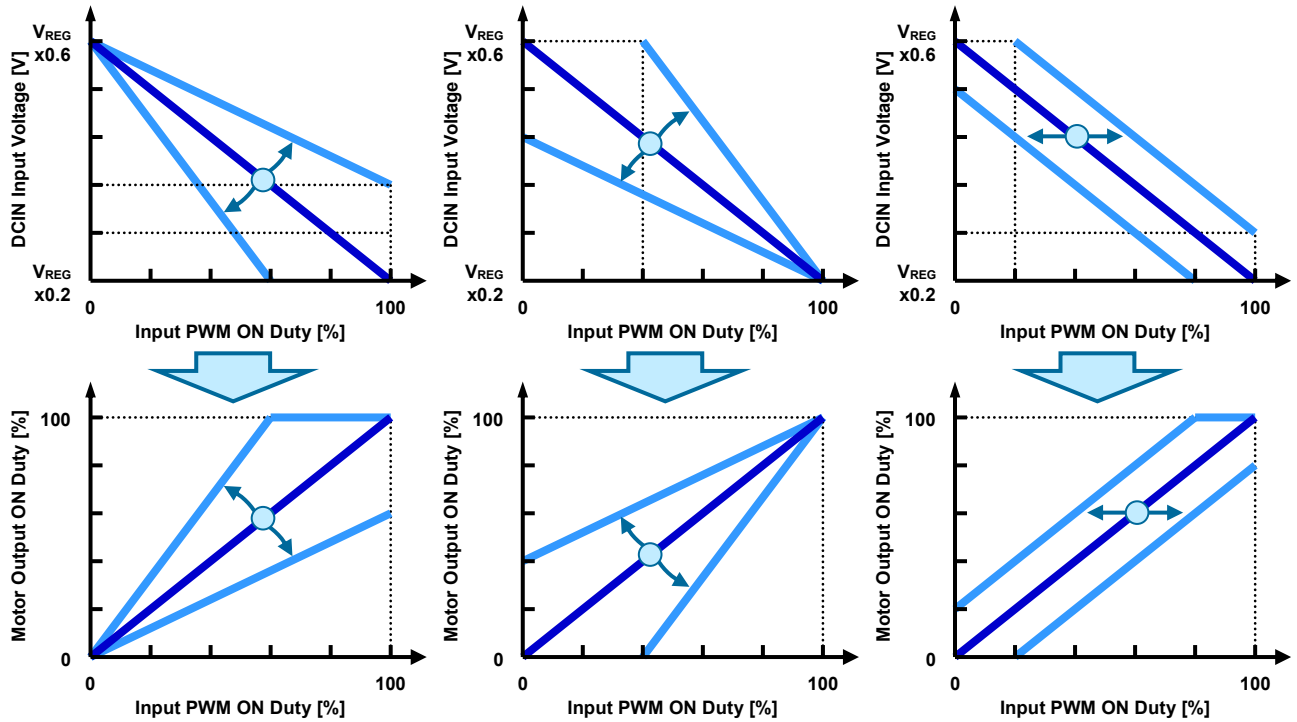 VREG
x0.6
DCIN Input Voltage [V]
VREG
x0.2
0
100
Input PWM ON Duty [%]
VREG
x0.6
DCIN Input Voltage [V]
VREG
x0.2
0
100
Input PWM ON Duty [%]
VREG
x0.6
DCIN Input Voltage [V]
VREG
x0.2
0
100
Input PWM ON Duty [%]
100
Motor Output ON Duty [%]
0
0
100
Input PWM ON Duty [%]
100
Motor Output ON Duty [%]
0
0
100
Input PWM ON Duty [%]
100
Motor Output ON Duty [%]
0
0
100
Input PWM ON Duty [%]